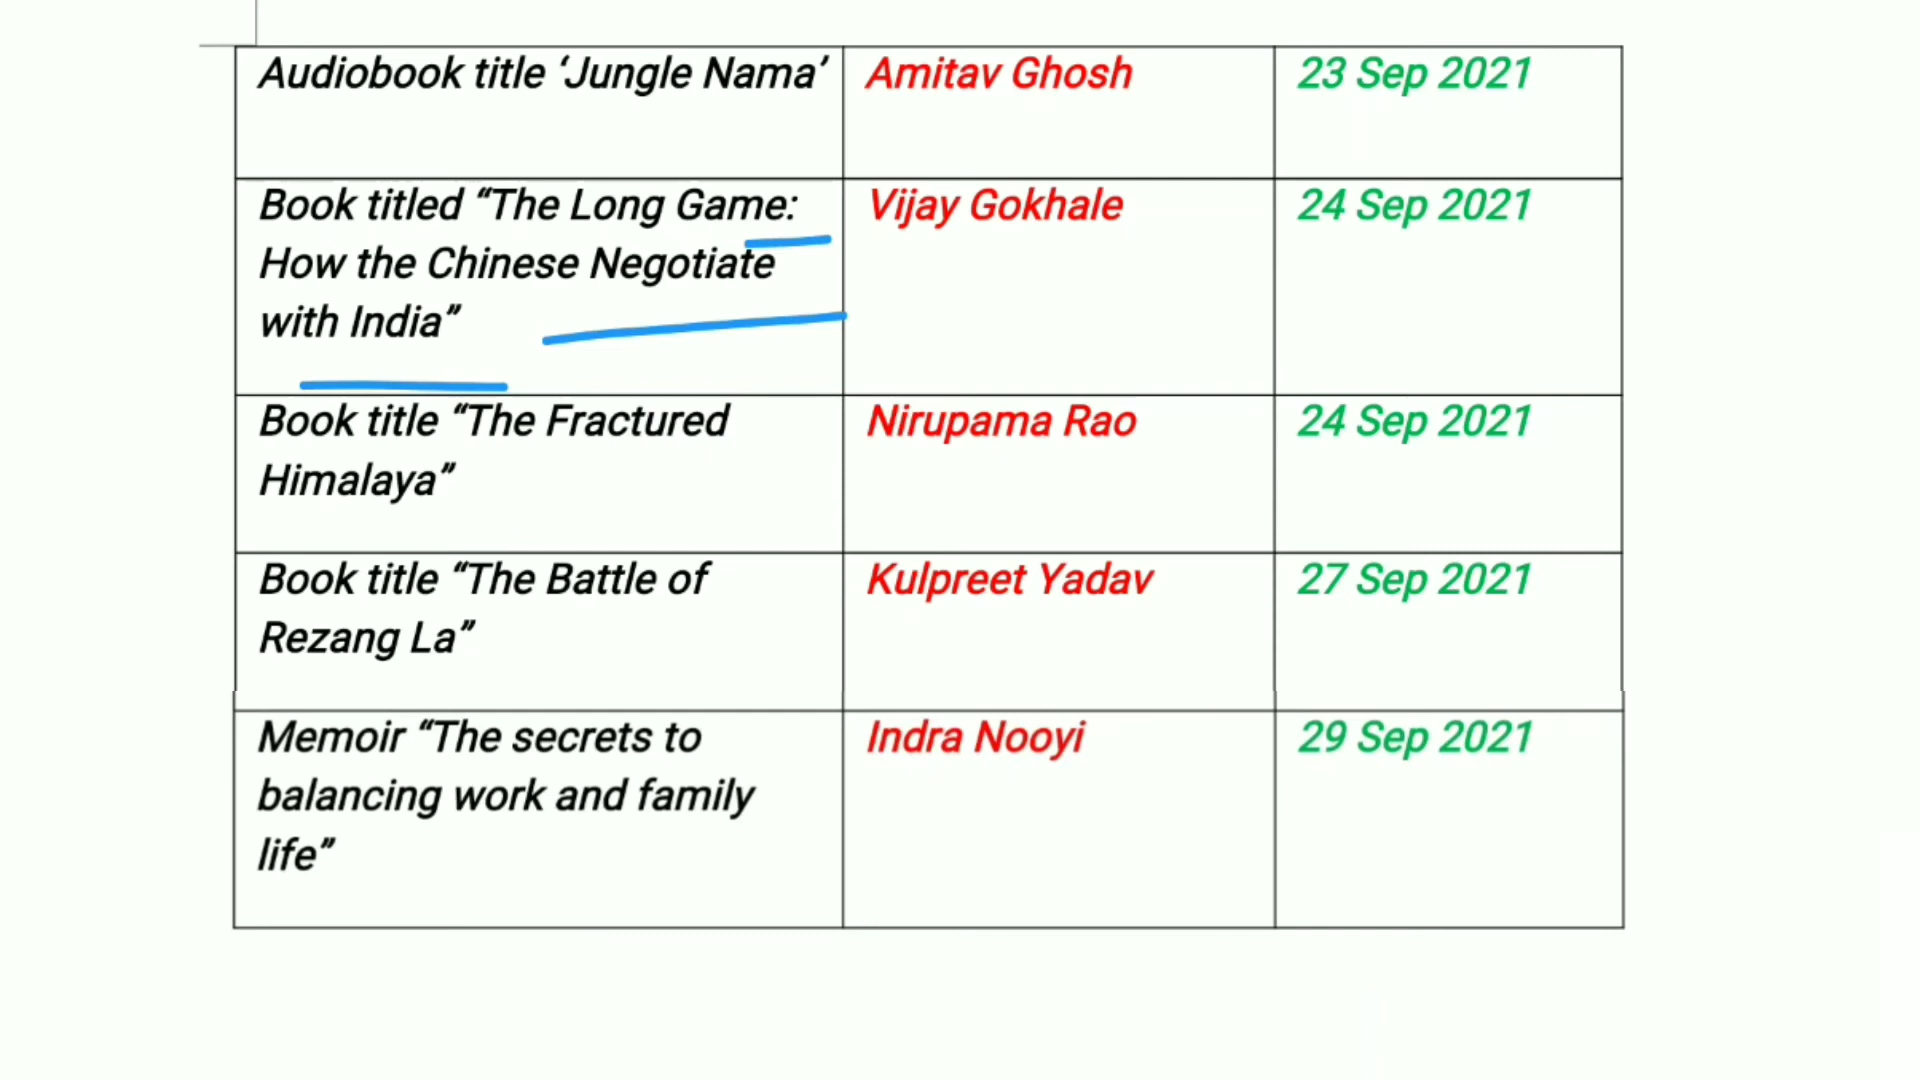 Audiobook title ‘Jungle Nama’ Amitav Ghosh 23 Sep 2021
Book titled “The Long Game: Vijay Gokhale 24 Sep 2021
How the Chinese Negotiate
with India”
Book title “The Fractured Nirupama Rao 24 Sep 2021
Himalaya”
Book title “The Battle of Kulpreet Yadav 27 Sep 2021
Rezang La”
Memoir “The secrets to Indra Nooyi 29 Sep 2021
balancing work and family
life”